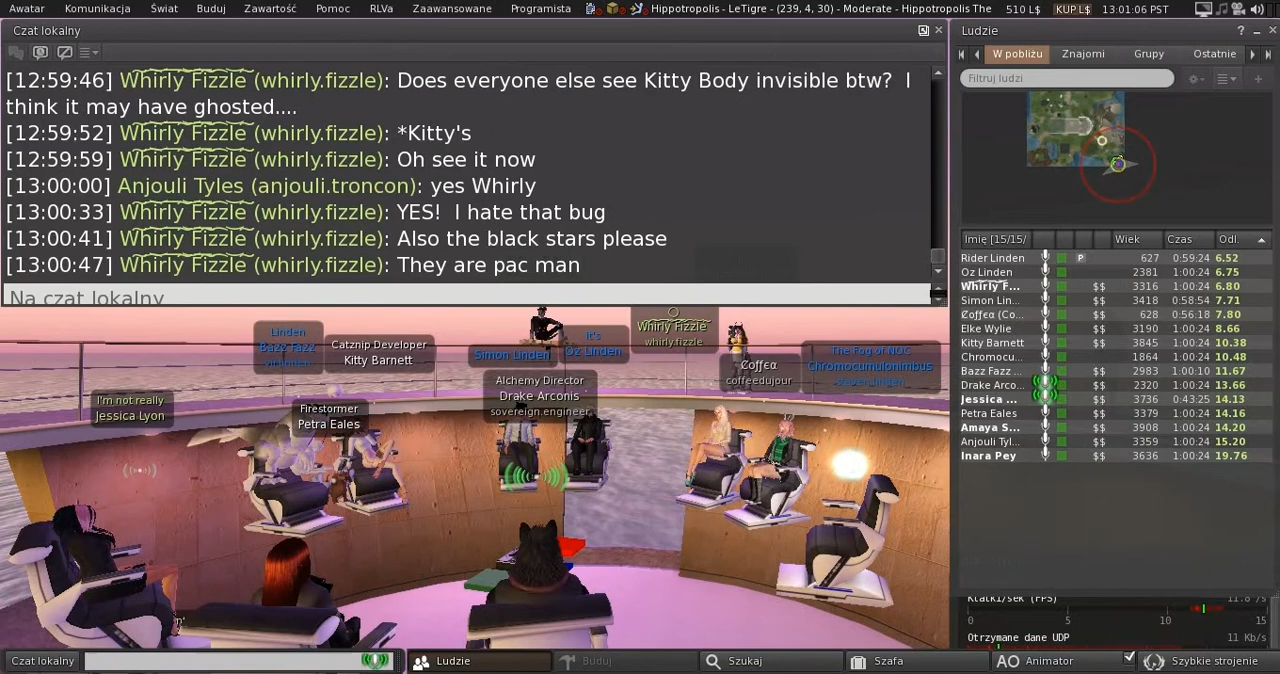 Awatar Komunikacja Świat Buduj Zawartość Pomoc RLVa Zaawansowane Programista Hippotropolis - LeTigre - (239, 4, 30) - Moderate - Hippotropolis The 510 L$ KUP L$ 13:01:06 PST
Czat lokalny
[12:59:46] Whirly Fizzle (whirly.fizzle): Does everyone else see Kitty Body invisible btw? I
think it may have ghosted....
[12:59:52] Whirly Fizzle (whirly.fizzle): *Kitty's
[12:59:59] Whirly Fizzle (whirly.fizzle): Oh see it now
[13:00:00] Anjouli Tyles (anjouli.troncon): yes Whirly
[13:00:33] Whirly Fizzle (whirly.fizzle): YES! I hate that bug
[13:00:41] Whirly Fizzle (whirly.fizzle): Also the black stars please
[13:00:47] Whirly Fizzle (whirly.fizzle): They are pac man
Na czat lokalny
Linden
Bazz Fazz
Catznip Developer
Kitty Barnett
Simon Linden
It's
Oz Linden
Whirly Fizzle
whirly.fizzle
Coffeα
coffeedujour
The Fog of NOC
Chromocumulonimbus
Alchemy Director
Drake Arconis
sovereign.engineer
I'm not really
Jessica Lyon
Firestormer
Petra Eales
Ludzie
W pobliżu Znajomi Grupy Ostatnie
Filtruj ludzi
Imię [15/15/ Wiek Czas Odl.
Rider Linden P 627 0:59:24 6.52
Oz Linden 2381 1:00:24 6.75
Whirly F... $$ 3316 1:00:24 6.80
Simon Lin... $$ 3418 0:58:54 7.71
Coffeα (Co... $$ 628 0:56:18 7.80
Elke Wylie $$ 3190 1:00:24 8.66
Kitty Barnett $$ 3845 1:00:24 10.38
Chromocu... 1864 1:00:24 10.48
Bazz Fazz ... $$ 2983 1:00:10 11.67
Drake Arco... $$ 2320 1:00:24 13.66
Jessica ... $$ 3736 0:43:25 14.13
Petra Eales $$ 3379 1:00:24 14.16
Amaya S... $$ 3908 1:00:24 14.20
Anjouli Tyl... $$ 3359 1:00:24 15.20
Inara Pey $$ 3636 1:00:24 19.76
Klatki/sek (FPS) 11.8 /s
0 5 10 15
Otrzymane dane UDP 11 Kb/s
Czat lokalny Ludzie Buduj Szukaj Szafa AO Animator Szybkie strojenie